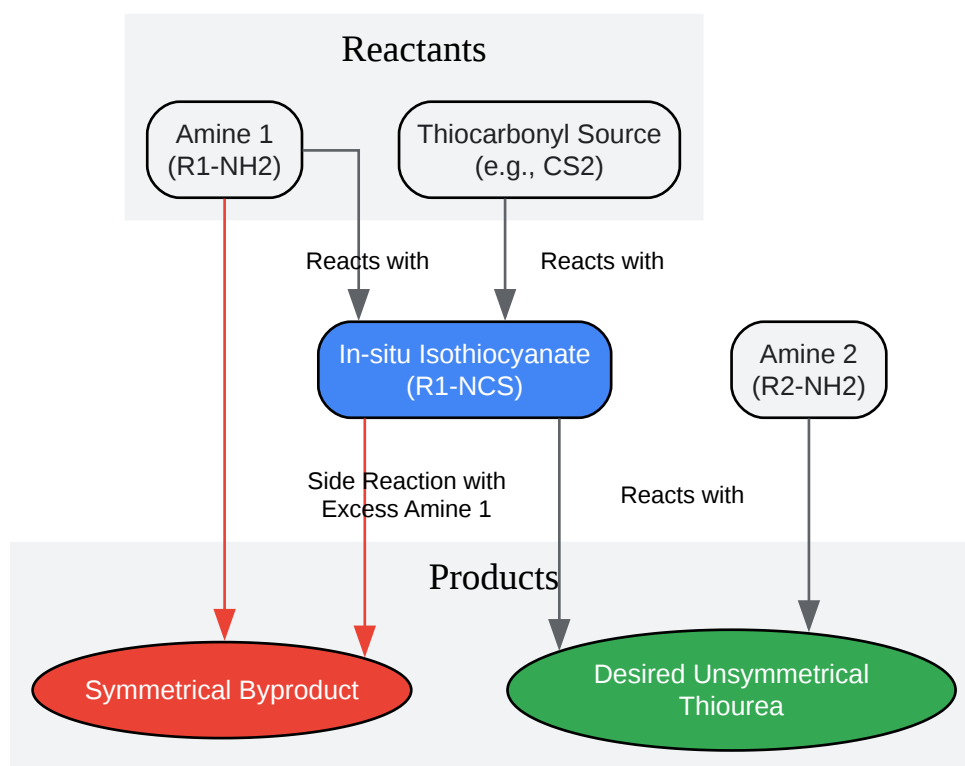 Reactants
Amine 1
(R1-NH2)
Thiocarbonyl Source
(e.g., CS2)
Reacts with
Reacts with
In-situ Isothiocyanate
(R1-NCS)
Amine 2
(R2-NH2)
Side Reaction with
Excess Amine 1
Reacts with
Products
Symmetrical Byproduct
Desired Unsymmetrical
Thiourea